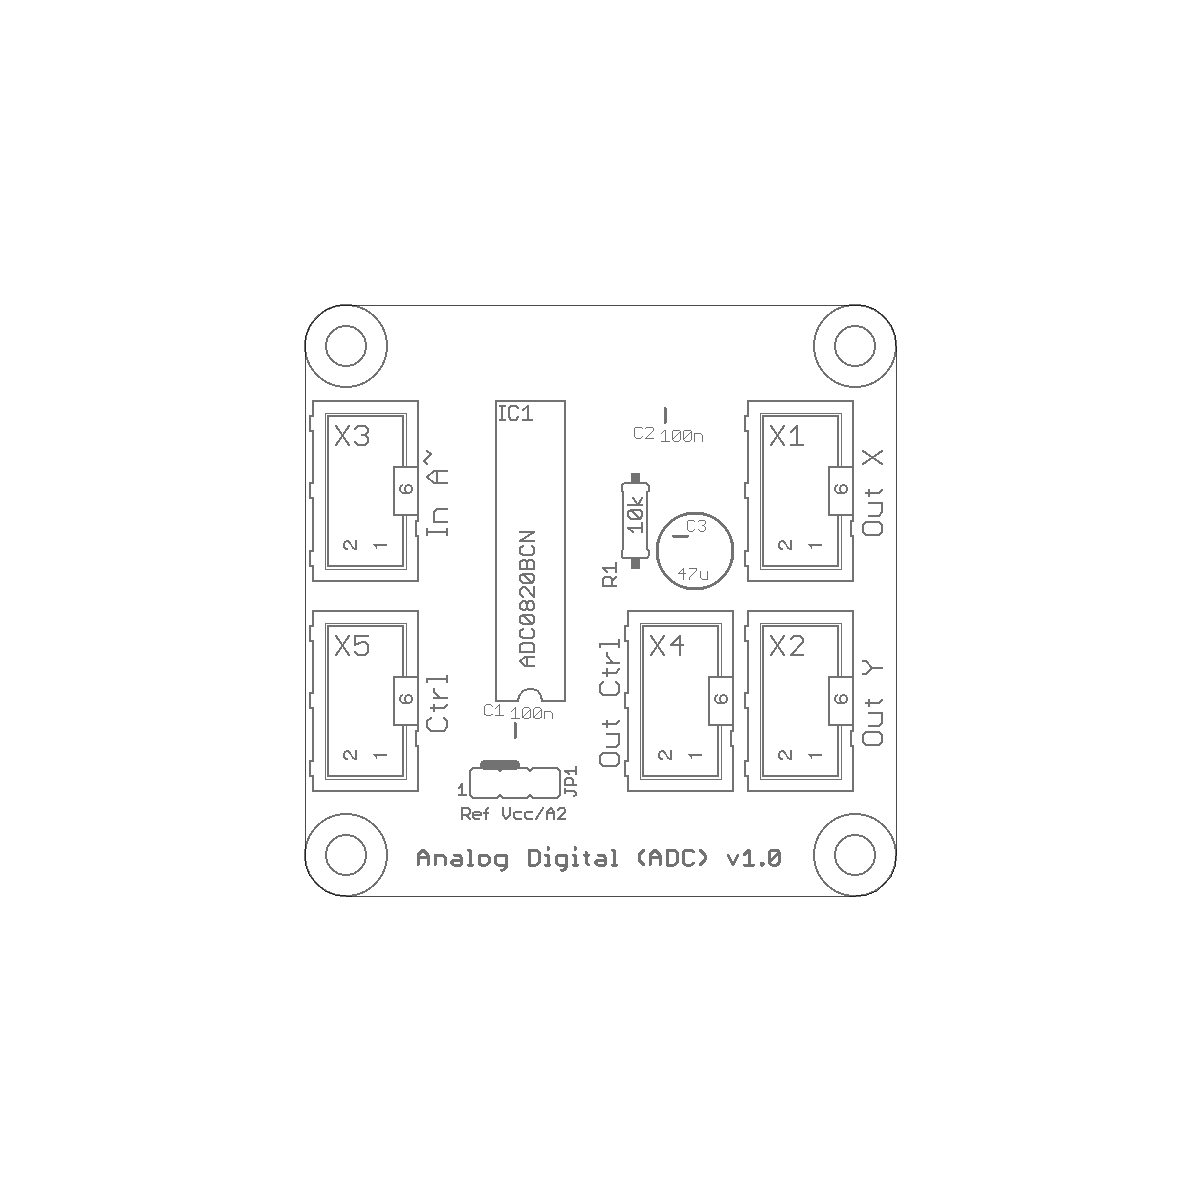 X3
6
2 1
In A~
IC1
ADC0820BCN
C2 100n
10k
R1
C3
47u
X1
6
2 1
Out X
X5
6
2 1
Ctrl
C1 100n
Out Ctrl
X4
6
2 1
X2
6
2 1
Out Y
1
JP1
Ref Vcc/A2
Analog Digital (ADC) v1.0